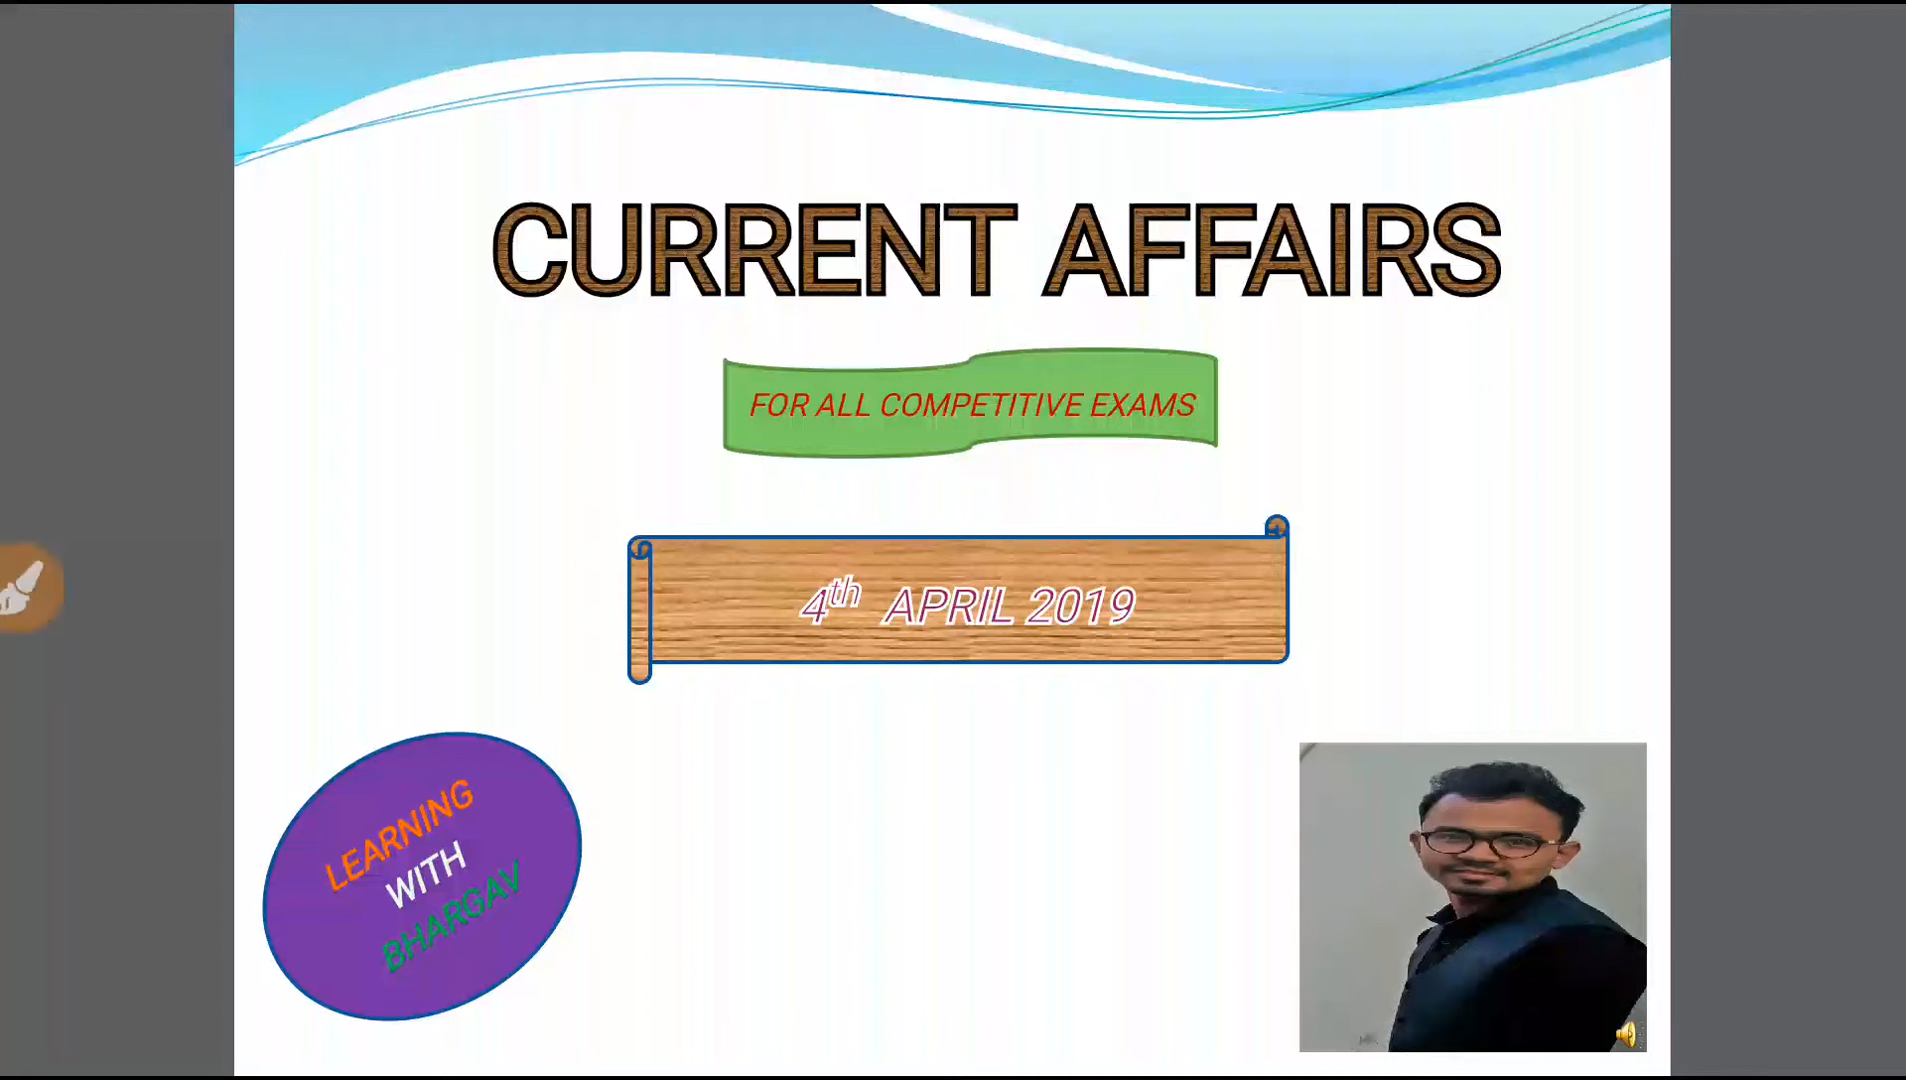 CURRENT AFFAIRS
FOR ALL COMPETITIVE EXAMS
4th APRIL 2019
LEARNING
WITH
BHARGAV